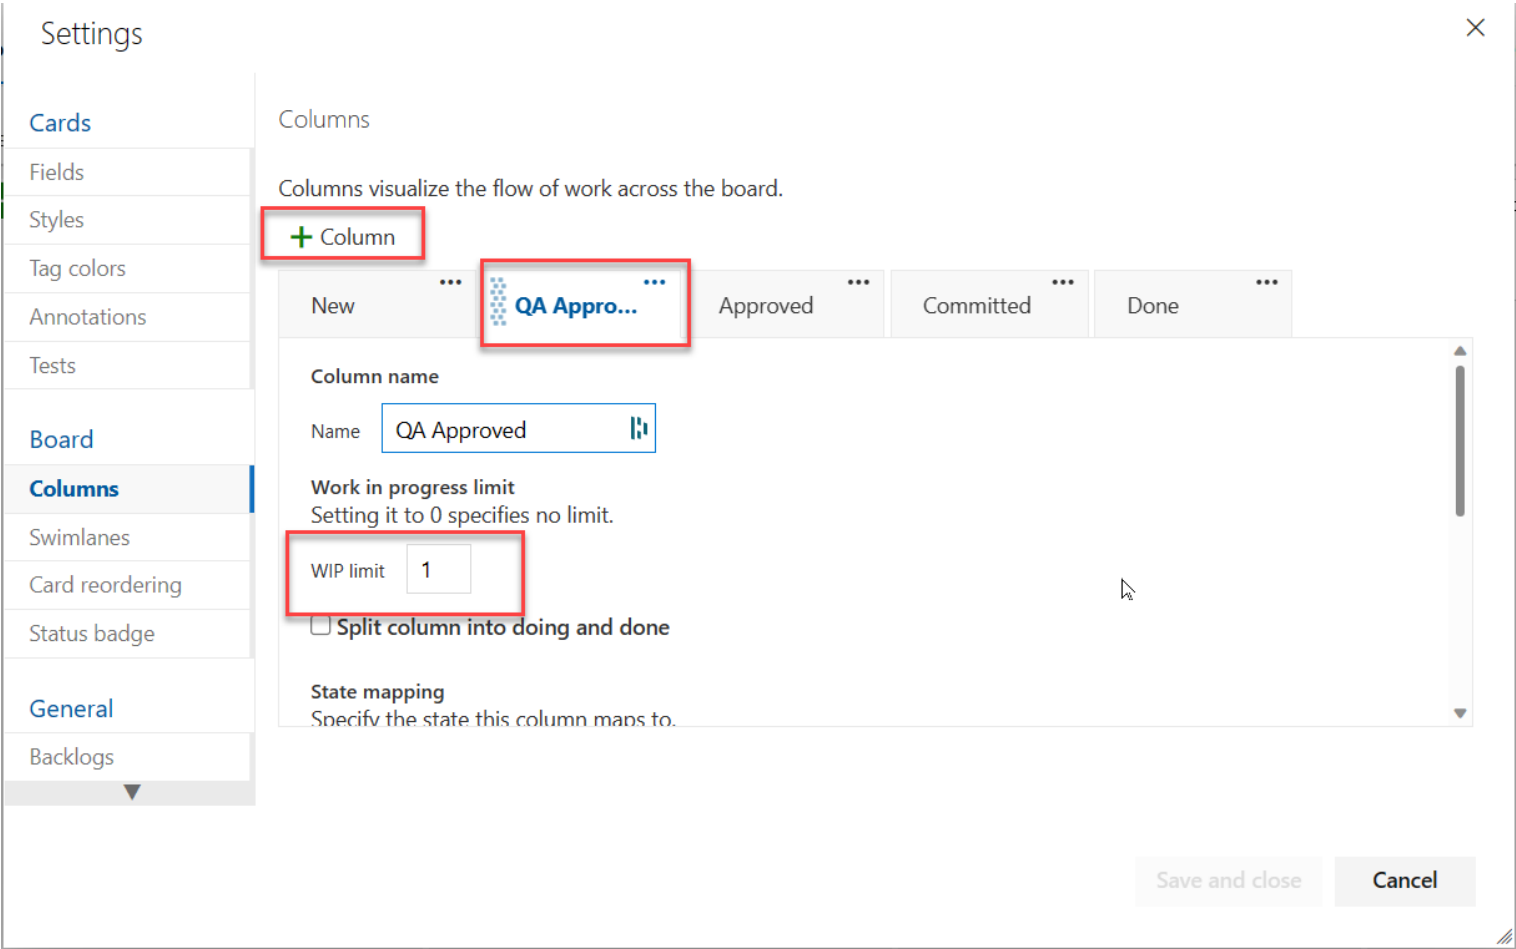 Settings
Cards
Fields
Styles
Tag colors
Annotations
Tests
Board
Columns
Swimlanes
Card reordering
Status badge
General
Backlogs
Columns
Columns visualize the flow of work across the board.
+ Column
New
QA Appro...
Approved
Committed
Done
Column name
Name QA Approved
Work in progress limit
Setting it to 0 specifies no limit.
WIP limit 1
Split column into doing and done
State mapping
Specify the state this column maps to.
Save and close
Cancel